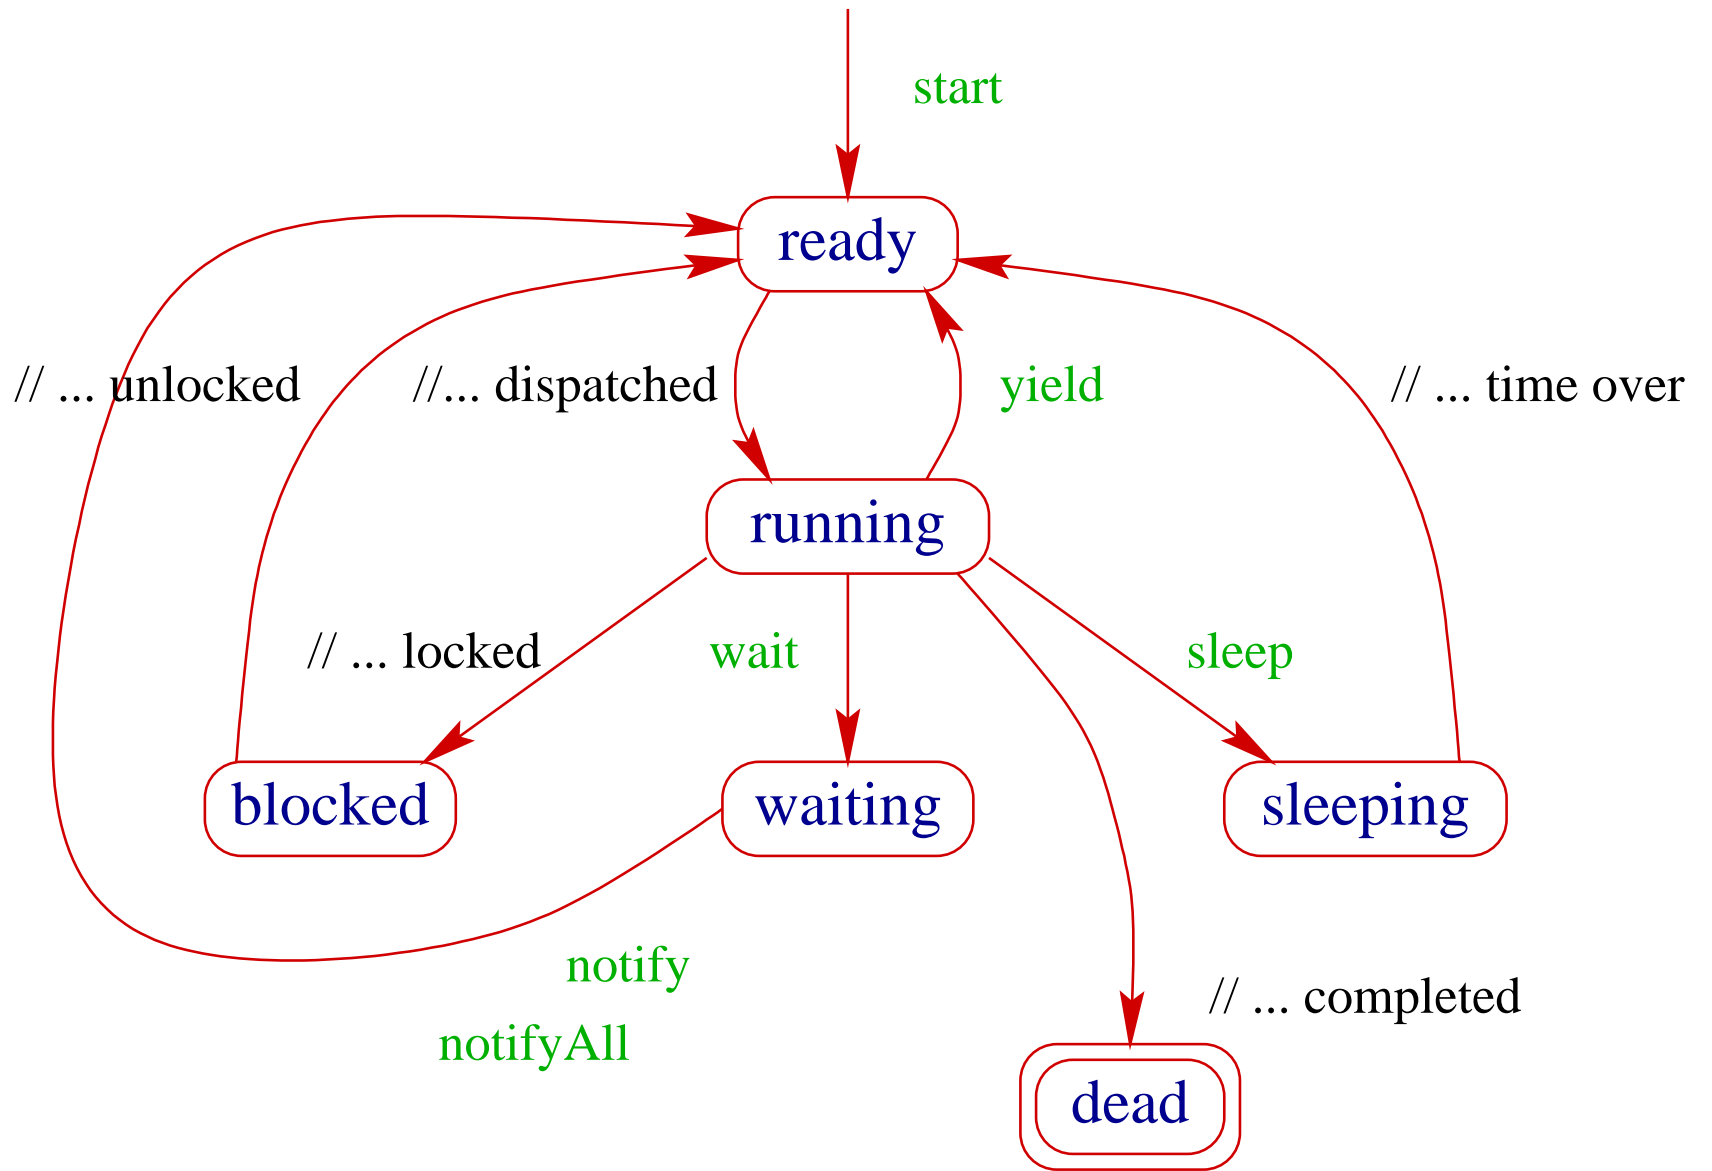 start
ready
// ... unlocked
//... dispatched
yield
// ... time over
running
// ... locked
wait
sleep
blocked
waiting
sleeping
notify
// ... completed
notifyAll
dead